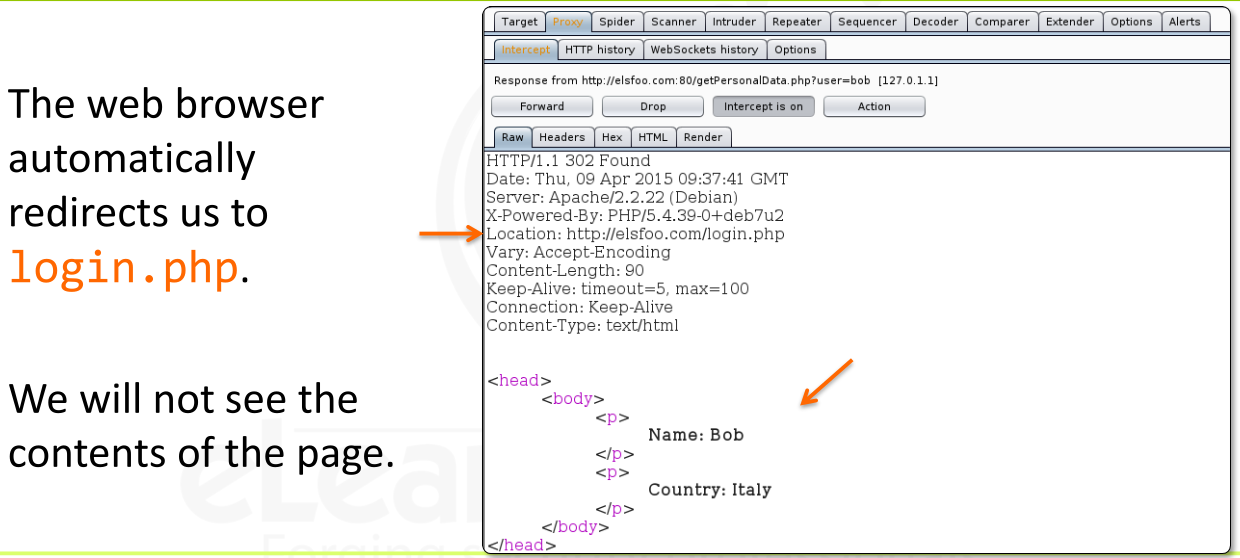 The web browser
automatically
redirects us to
login.php.
We will not see the
contents of the page.
Target Proxy Spider Scanner Intruder Repeater Sequencer Decoder Comparer Extender Options Alerts
Intercept HTTP history WebSockets history Options
Response from http://elsfoo.com:80/getPersonalData.php?user=bob [127.0.1.1]
Forward Drop Intercept is on Action
Raw Headers Hex HTML Render
HTTP/1.1 302 Found
Date: Thu, 09 Apr 2015 09:37:41 GMT
Server: Apache/2.2.22 (Debian)
X-Powered-By: PHP/5.4.39-0+deb7u2
Location: http://elsfoo.com/login.php
Vary: Accept-Encoding
Content-Length: 90
Keep-Alive: timeout=5, max=100
Connection: Keep-Alive
Content-Type: text/html
<head>
<body>
<p>
Name: Bob
</p>
<p>
Country: Italy
</p>
</body>
</head>